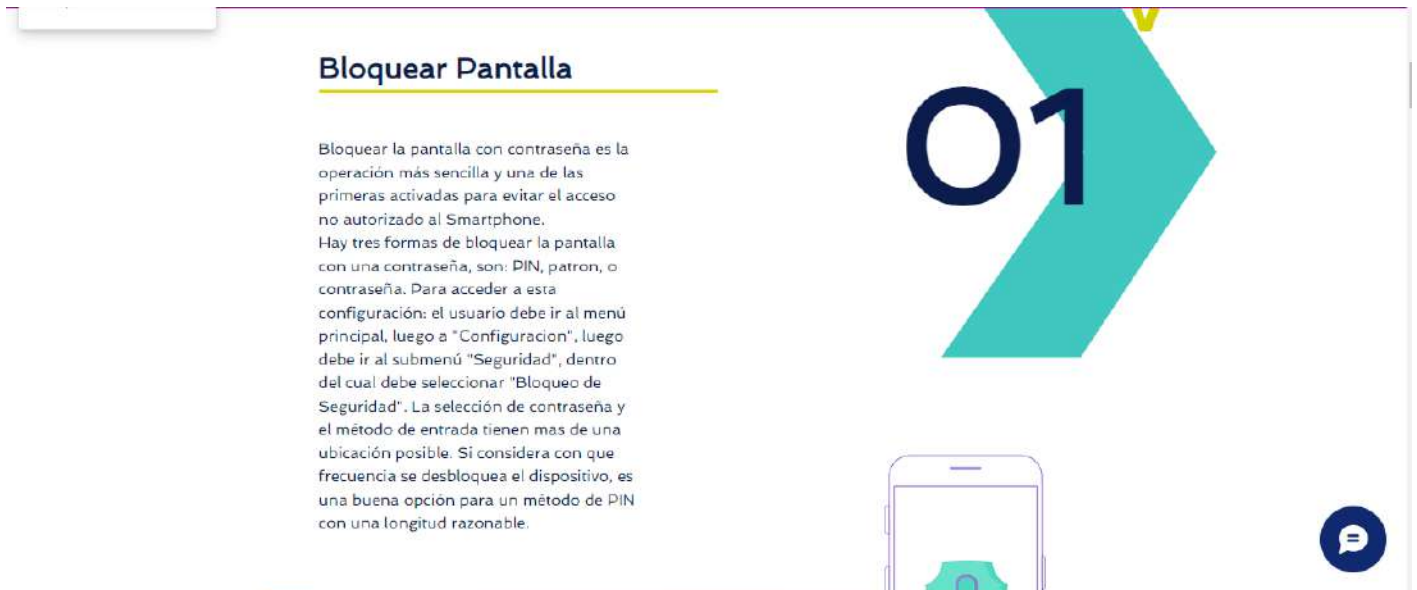 Bloquear Pantalla
01
Bloquear la pantalla con contraseña es la
operación más sencilla y una de las
primeras activadas para evitar el acceso
no autorizado al Smartphone.
Hay tres formas de bloquear la pantalla
con una contraseña, son: PIN, patron, o
contraseña. Para acceder a esta
configuración: el usuario debe ir al menú
principal, luego a "Configuracion", luego
debe ir al submenú "Seguridad", dentro
del cual debe seleccionar "Bloqueo de
Seguridad". La selección de contraseña y
el método de entrada tienen mas de una
ubicación posible. Si considera con que
frecuencia se desbloquea el dispositivo, es
una buena opción para un método de PIN
con una longitud razonable.